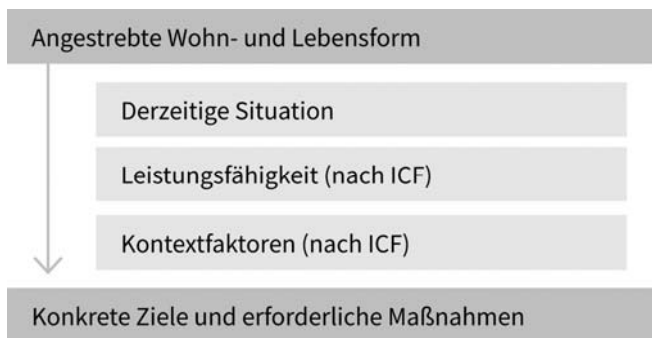 Angestrebte Wohn- und Lebensform
Derzeitige Situation
Leistungsfähigkeit (nach ICF)
Kontextfaktoren (nach ICF)
Konkrete Ziele und erforderliche Maßnahmen